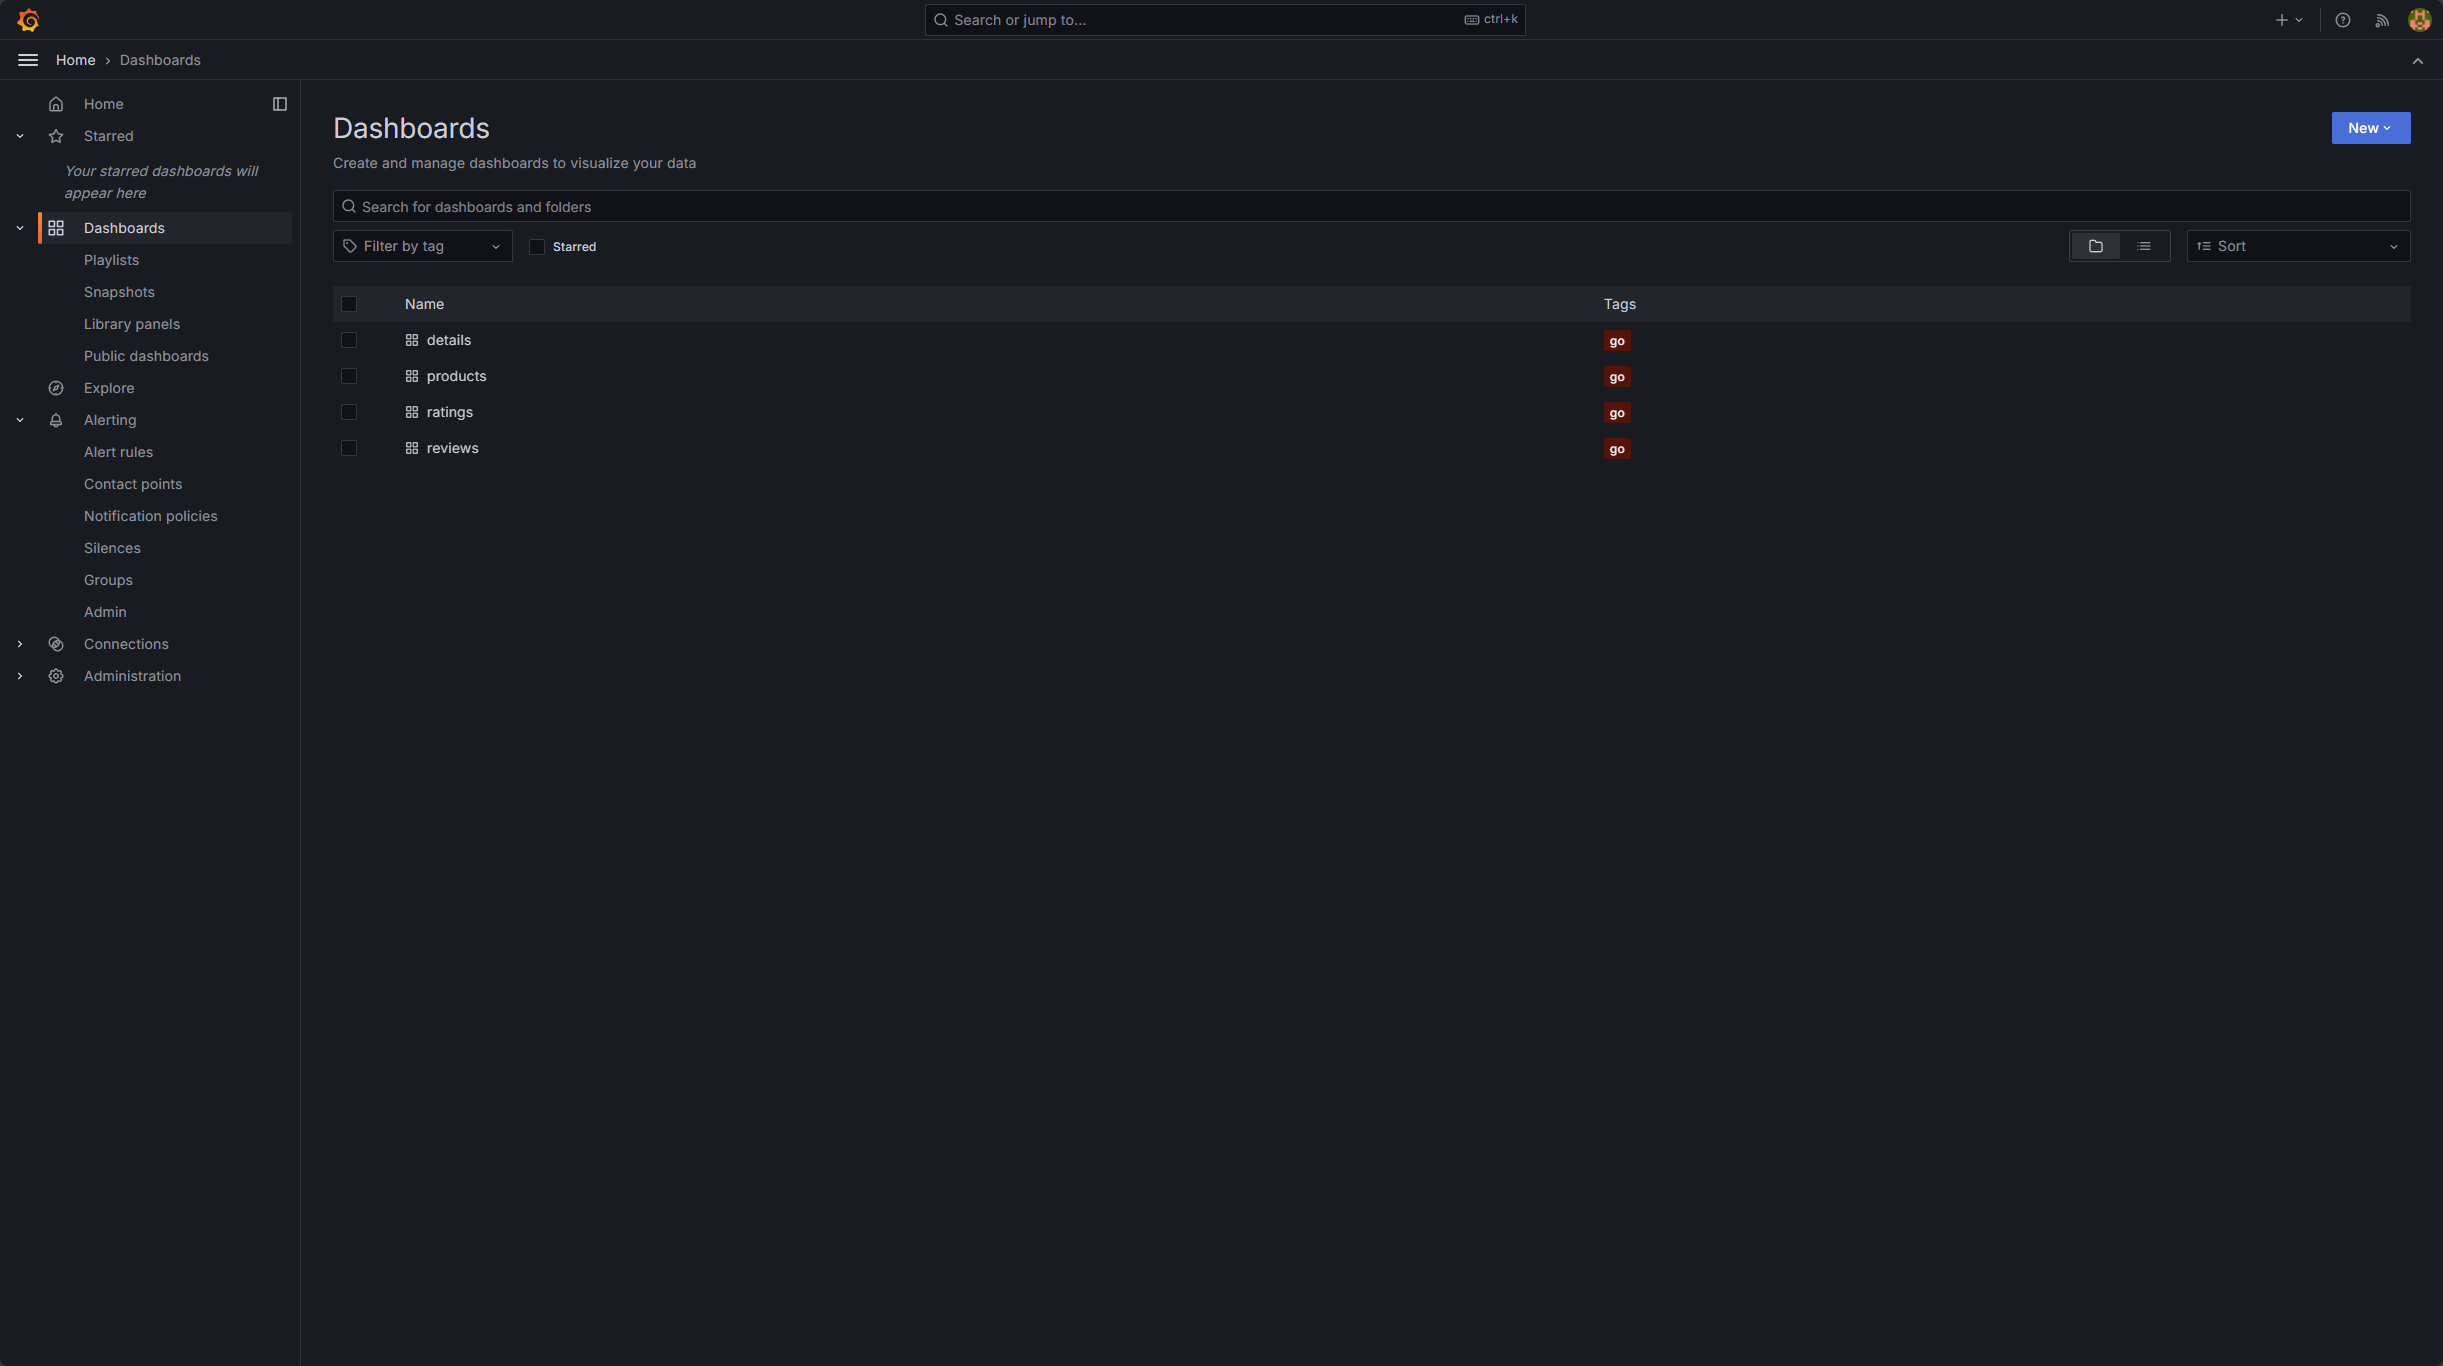 Search or jump to...
ctrl+k
Home › Dashboards
Home
Starred
Your starred dashboards will
appear here
Dashboards
Playlists
Snapshots
Library panels
Public dashboards
Explore
Alerting
Alert rules
Contact points
Notification policies
Silences
Groups
Admin
Connections
Administration
Dashboards
New
Create and manage dashboards to visualize your data
Search for dashboards and folders
Filter by tag
Starred
Sort
Name Tags
details go
products go
ratings go
reviews go